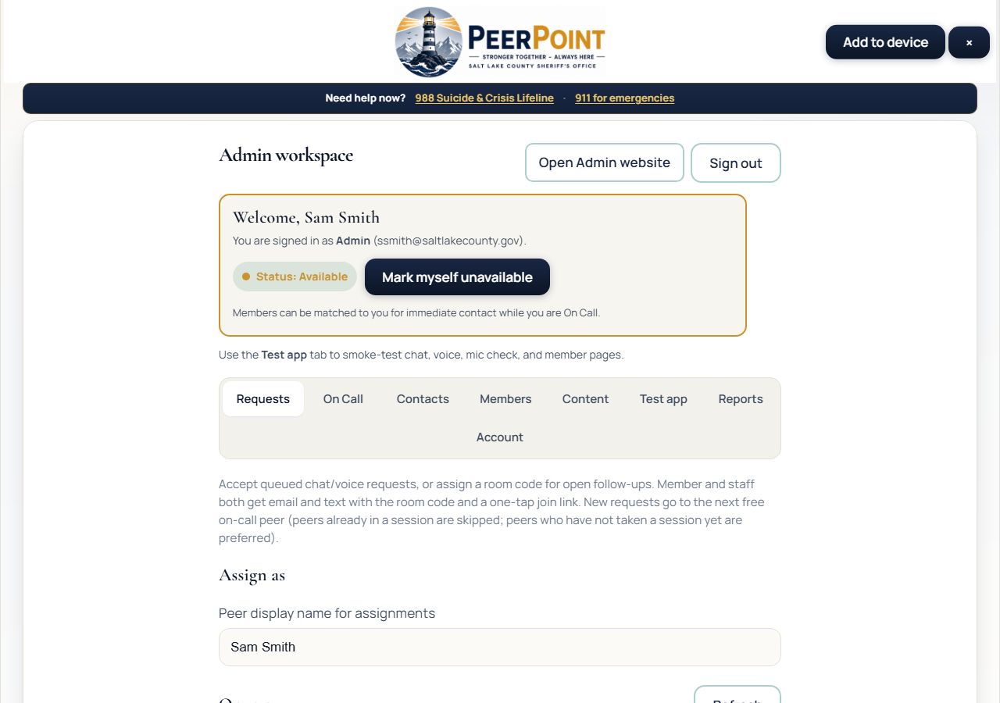 PEERPOINT
STRONGER TOGETHER - ALWAYS HERE
SALT LAKE COUNTY SHERIFF'S OFFICE
Add to device
×
Need help now? 988 Suicide & Crisis Lifeline · 911 for emergencies
Admin workspace
Open Admin website
Sign out
Welcome, Sam Smith
You are signed in as Admin (ssmith@saltlakecounty.gov).
Status: Available
Mark myself unavailable
Members can be matched to you for immediate contact while you are On Call.
Use the Test app tab to smoke-test chat, voice, mic check, and member pages.
Requests On Call Contacts Members Content Test app Reports
Account
Accept queued chat/voice requests, or assign a room code for open follow-ups. Member and staff
both get email and text with the room code and a one-tap join link. New requests go to the next free
on-call peer (peers already in a session are skipped; peers who have not taken a session yet are
preferred).
Assign as
Peer display name for assignments
Sam Smith
Refresh